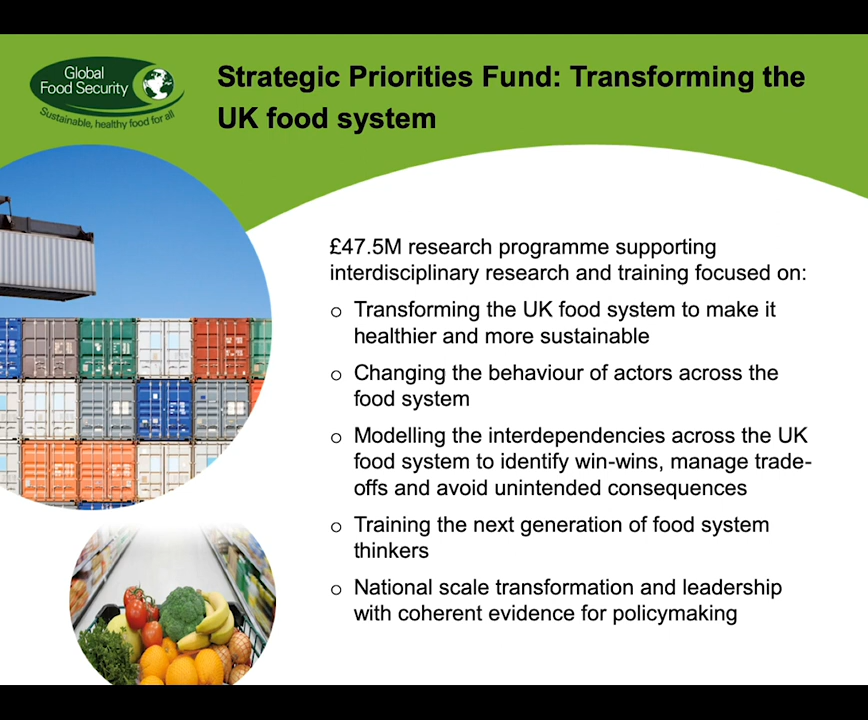 Global
Food Security
Sustainable, healthy food for all
Strategic Priorities Fund: Transforming the
UK food system
£47.5M research programme supporting
interdisciplinary research and training focused on:
o Transforming the UK food system to make it
healthier and more sustainable
o Changing the behaviour of actors across the
food system
o Modelling the interdependencies across the UK
food system to identify win-wins, manage trade-
offs and avoid unintended consequences
o Training the next generation of food system
thinkers
o National scale transformation and leadership
with coherent evidence for policymaking